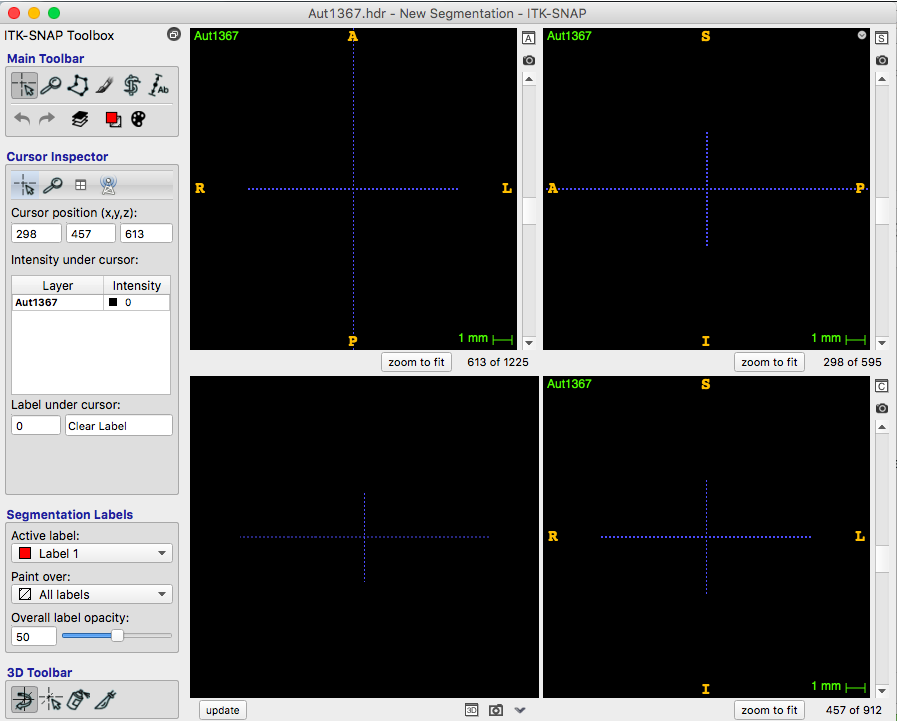 Aut1367.hdr - New Segmentation - ITK-SNAP
ITK-SNAP Toolbox
Main Toolbar
Ab
Cursor Inspector
Cursor position (x,y,z):
298 457 613
Intensity under cursor:
Layer Intensity
Aut1367 0
Label under cursor:
0 Clear Label
Segmentation Labels
Active label:
Label 1
Paint over:
All labels
Overall label opacity:
50
3D Toolbar
Aut1367
A
A
R
L
P
1 mm
zoom to fit 613 of 1225
Aut1367
S
S
A
P
I
1 mm
zoom to fit 298 of 595
update
3D
Aut1367
S
C
R
L
I
1 mm
zoom to fit 457 of 912